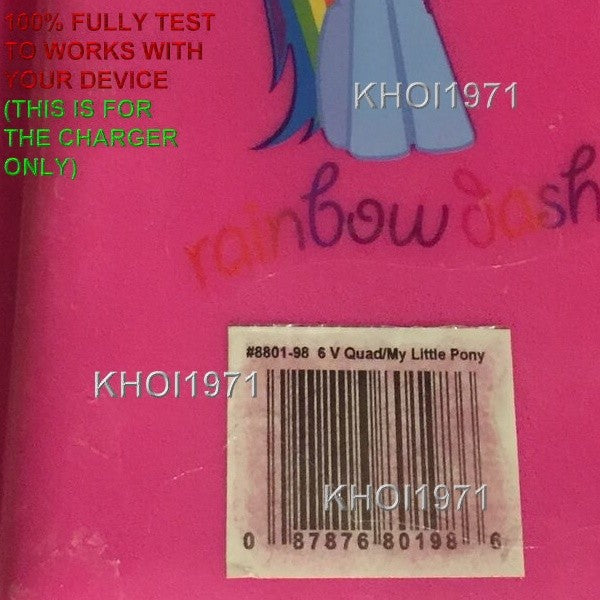 100% FULLY TEST
TO WORKS WITH
YOUR DEVICE
(THIS IS FOR
THE CHARGER
ONLY)
KHOI1971
rainbow dash
#8801-98 6 V Quad/My Little Pony
KHOI1971
KHOI1971
0 87876 80198 6